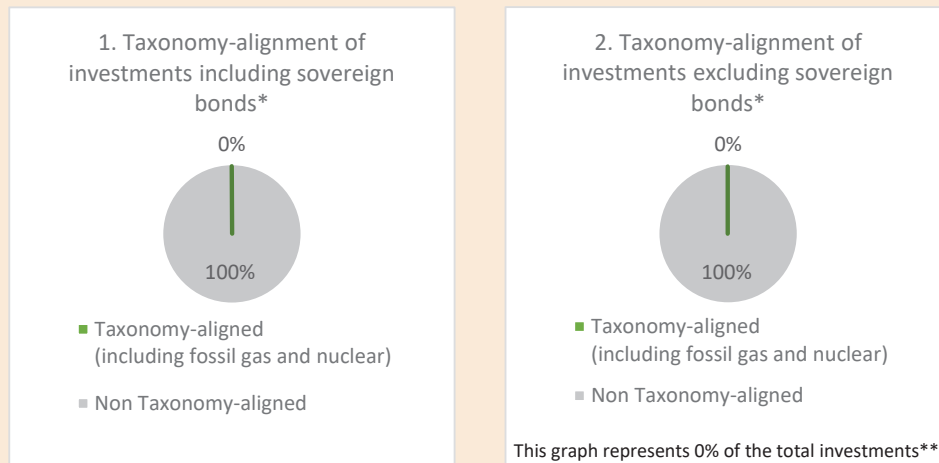 1. Taxonomy-alignment of
investments including sovereign
bonds*
0%
100%
Taxonomy-aligned
(including fossil gas and nuclear)
Non Taxonomy-aligned
2. Taxonomy-alignment of
investments excluding sovereign
bonds*
0%
100%
Taxonomy-aligned
(including fossil gas and nuclear)
Non Taxonomy-aligned
This graph represents 0% of the total investments**